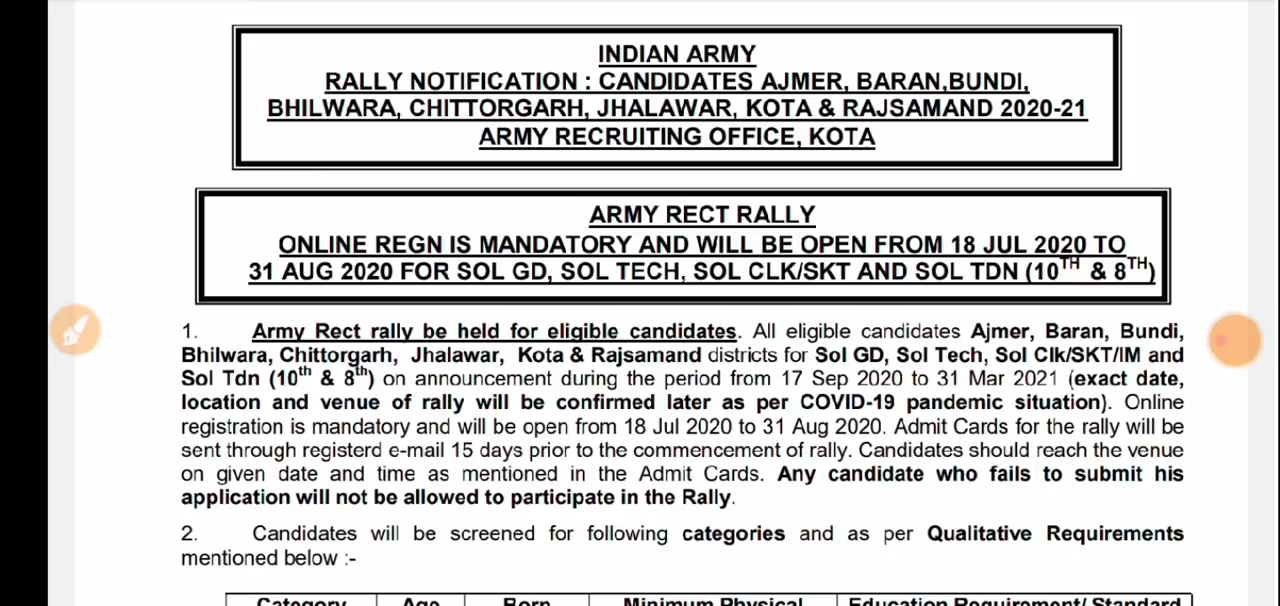 INDIAN ARMY
RALLY NOTIFICATION : CANDIDATES AJMER, BARAN,BUNDI,
BHILWARA, CHITTORGARH, JHALAWAR, KOTA & RAJSAMAND 2020-21
ARMY RECRUITING OFFICE, KOTA
ARMY RECT RALLY
ONLINE REGN IS MANDATORY AND WILL BE OPEN FROM 18 JUL 2020 TO
31 AUG 2020 FOR SOL GD, SOL TECH, SOL CLK/SKT AND SOL TDN (10TH & 8TH)
1. Army Rect rally be held for eligible candidates. All eligible candidates Ajmer, Baran, Bundi,
Bhilwara, Chittorgarh, Jhalawar, Kota & Rajsamand districts for Sol GD, Sol Tech, Sol Clk/SKT/IM and
Sol Tdn (10th & 8th) on announcement during the period from 17 Sep 2020 to 31 Mar 2021 (exact date,
location and venue of rally will be confirmed later as per COVID-19 pandemic situation). Online
registration is mandatory and will be open from 18 Jul 2020 to 31 Aug 2020. Admit Cards for the rally will be
sent through registerd e-mail 15 days prior to the commencement of rally. Candidates should reach the venue
on given date and time as mentioned in the Admit Cards. Any candidate who fails to submit his
application will not be allowed to participate in the Rally.
2. Candidates will be screened for following categories and as per Qualitative Requirements
mentioned below :-
Category Age Born Minimum Physical Education Requirement/ Standard